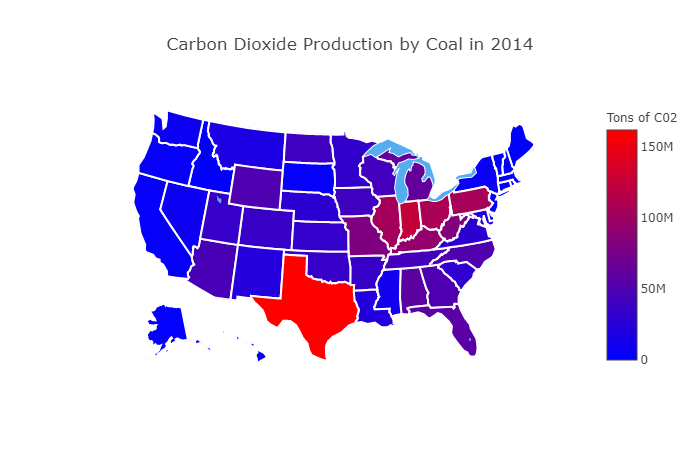 Carbon Dioxide Production by Coal in 2014
Tons of C02
150M
100M
50M
0